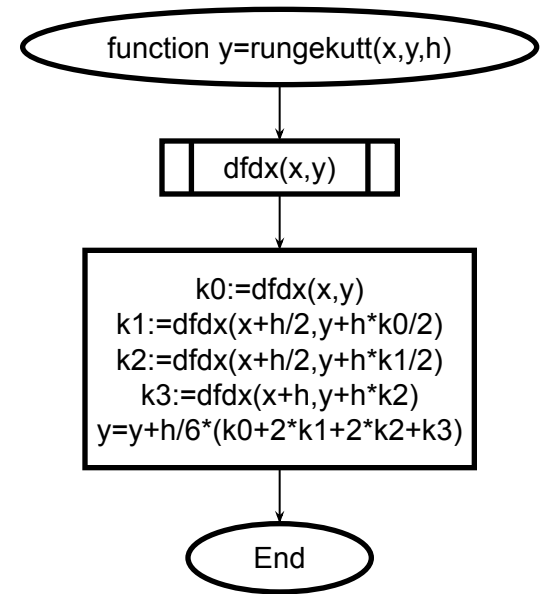 function y=rungekutt(x,y,h)
dfdx(x,y)
k0:=dfdx(x,y)
k1:=dfdx(x+h/2,y+h*k0/2)
k2:=dfdx(x+h/2,y+h*k1/2)
k3:=dfdx(x+h,y+h*k2)
y=y+h/6*(k0+2*k1+2*k2+k3)
End